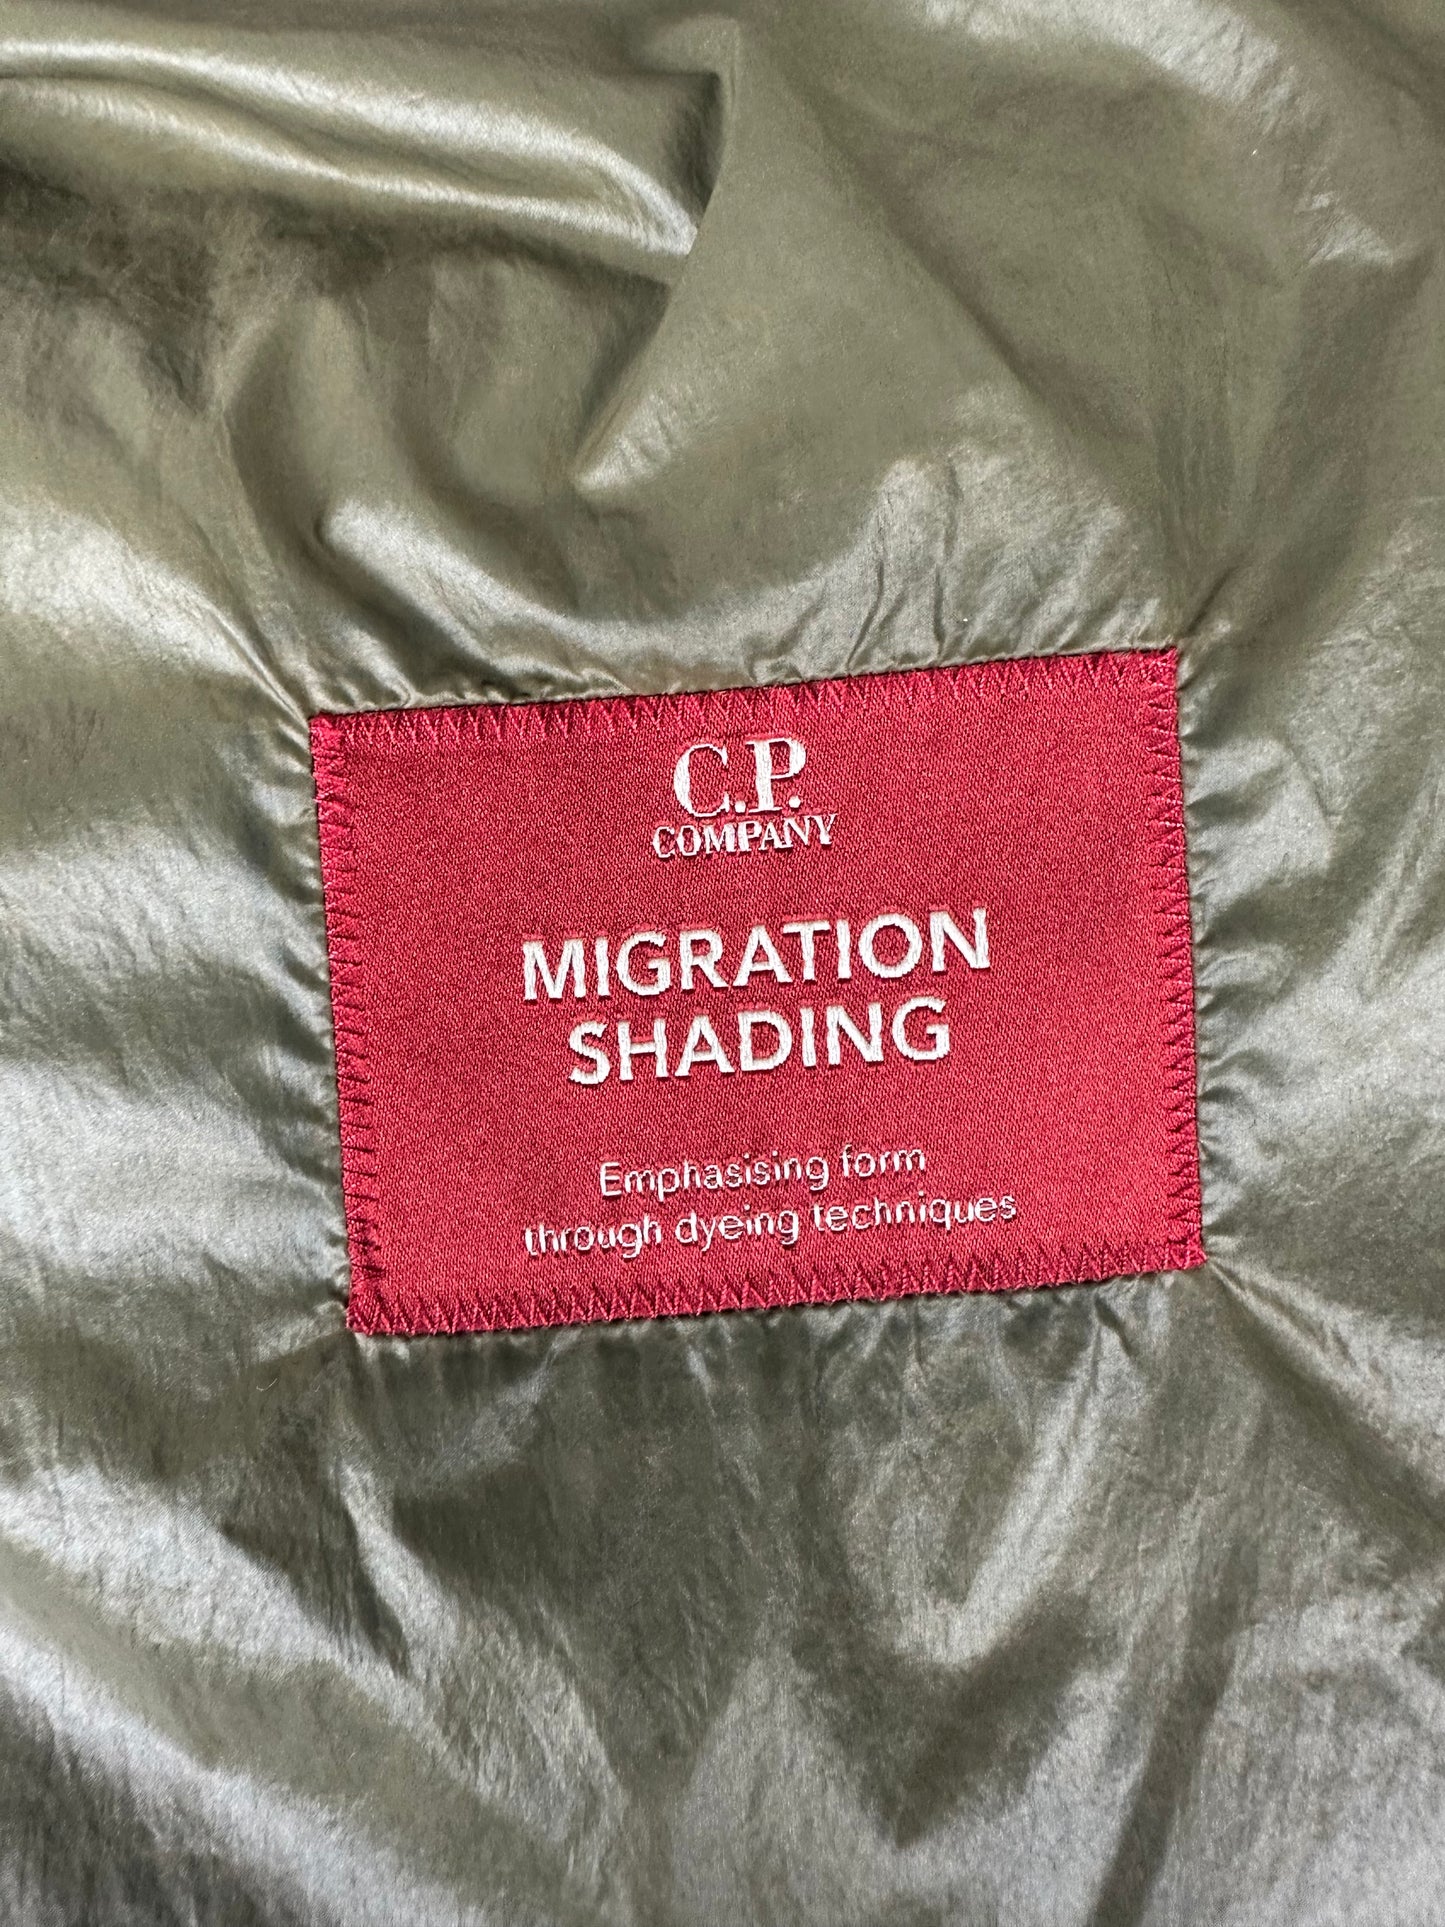 C.P.
COMPANY
MIGRATION
SHADING
Emphasising form
through dyeing techniques